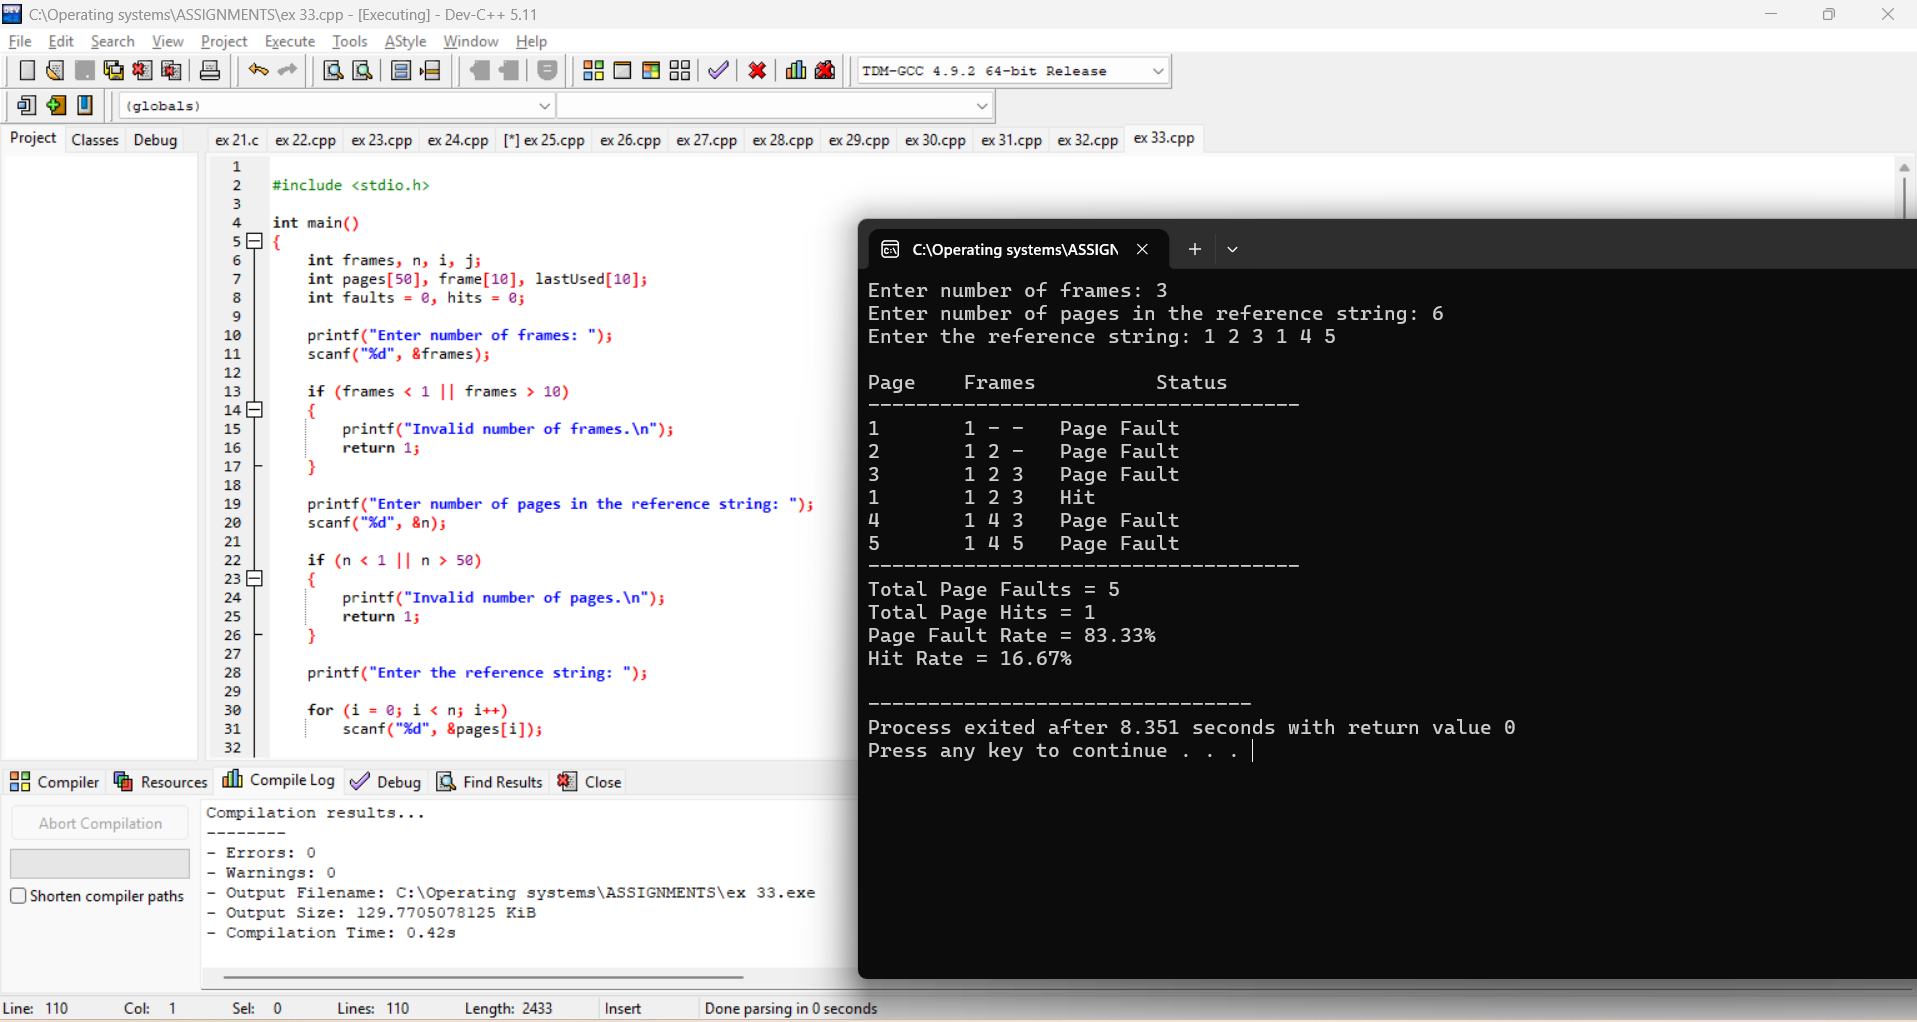 C:\Operating systems\ASSIGNMENTS\ex 33.cpp - [Executing] - Dev-C++ 5.11
File Edit Search View Project Execute Tools AStyle Window Help
TDM-GCC 4.9.2 64-bit Release
(globals)
Project Classes Debug
ex 21.c ex 22.cpp ex 23.cpp ex 24.cpp [*] ex 25.cpp ex 26.cpp ex 27.cpp ex 28.cpp ex 29.cpp ex 30.cpp ex 31.cpp ex 32.cpp ex 33.cpp
1
2 #include <stdio.h>
3
4 int main()
5 {
6 int frames, n, i, j;
7 int pages[50], frame[10], lastUsed[10];
8 int faults = 0, hits = 0;
9
10 printf("Enter number of frames: ");
11 scanf("%d", &frames);
12
13 if (frames < 1 || frames > 10)
14 {
15 printf("Invalid number of frames.\n");
16 return 1;
17 }
18
19 printf("Enter number of pages in the reference string: ");
20 scanf("%d", &n);
21
22 if (n < 1 || n > 50)
23 {
24 printf("Invalid number of pages.\n");
25 return 1;
26 }
27
28 printf("Enter the reference string: ");
29
30 for (i = 0; i < n; i++)
31 scanf("%d", &pages[i]);
32
C:\Operating systems\ASSIGN
Enter number of frames: 3
Enter number of pages in the reference string: 6
Enter the reference string: 1 2 3 1 4 5
Page Frames Status
------------------------------------
1 1 - - Page Fault
2 1 2 - Page Fault
3 1 2 3 Page Fault
1 1 2 3 Hit
4 1 4 3 Page Fault
5 1 4 5 Page Fault
------------------------------------
Total Page Faults = 5
Total Page Hits = 1
Page Fault Rate = 83.33%
Hit Rate = 16.67%
--------------------------------
Process exited after 8.351 seconds with return value 0
Press any key to continue . . .
Compiler Resources Compile Log Debug Find Results Close
Abort Compilation
Shorten compiler paths
Compilation results...
--------
- Errors: 0
- Warnings: 0
- Output Filename: C:\Operating systems\ASSIGNMENTS\ex 33.exe
- Output Size: 129.7705078125 KiB
- Compilation Time: 0.42s
Line: 110 Col: 1 Sel: 0 Lines: 110 Length: 2433 Insert Done parsing in 0 seconds